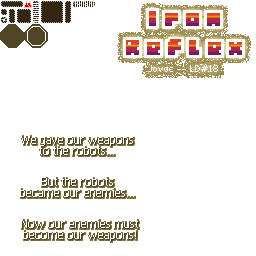 Iron
Reflex
Jovoc - LD#18
We gave our weapons
to the robots...
But the robots
became our enemies...
Now our enemies must
become our weapons!